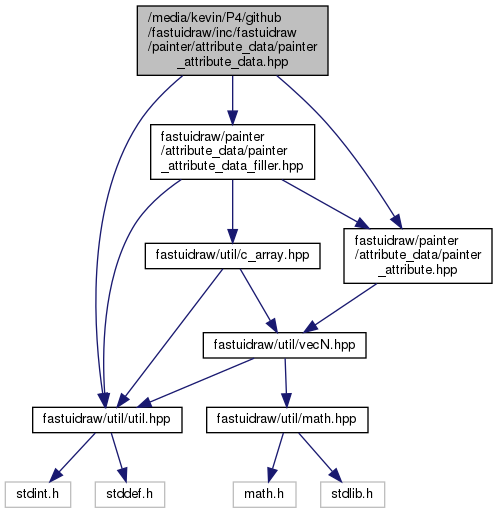 /media/kevin/P4/github
/fastuidraw/inc/fastuidraw
/painter/attribute_data/painter
_attribute_data.hpp
fastuidraw/painter
/attribute_data/painter
_attribute_data_filler.hpp
fastuidraw/util/c_array.hpp
fastuidraw/painter
/attribute_data/painter
_attribute.hpp
fastuidraw/util/vecN.hpp
fastuidraw/util/util.hpp
fastuidraw/util/math.hpp
stdint.h
stddef.h
math.h
stdlib.h